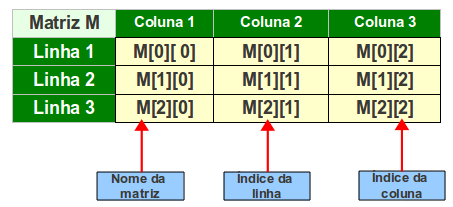 Matriz M Coluna 1 Coluna 2 Coluna 3
Linha 1 M[0][ 0] M[0][1] M[0][2]
Linha 2 M[1][0] M[1][1] M[1][2]
Linha 3 M[2][0] M[2][1] M[2][2]
Nome da Índice da Índice da
matriz linha coluna